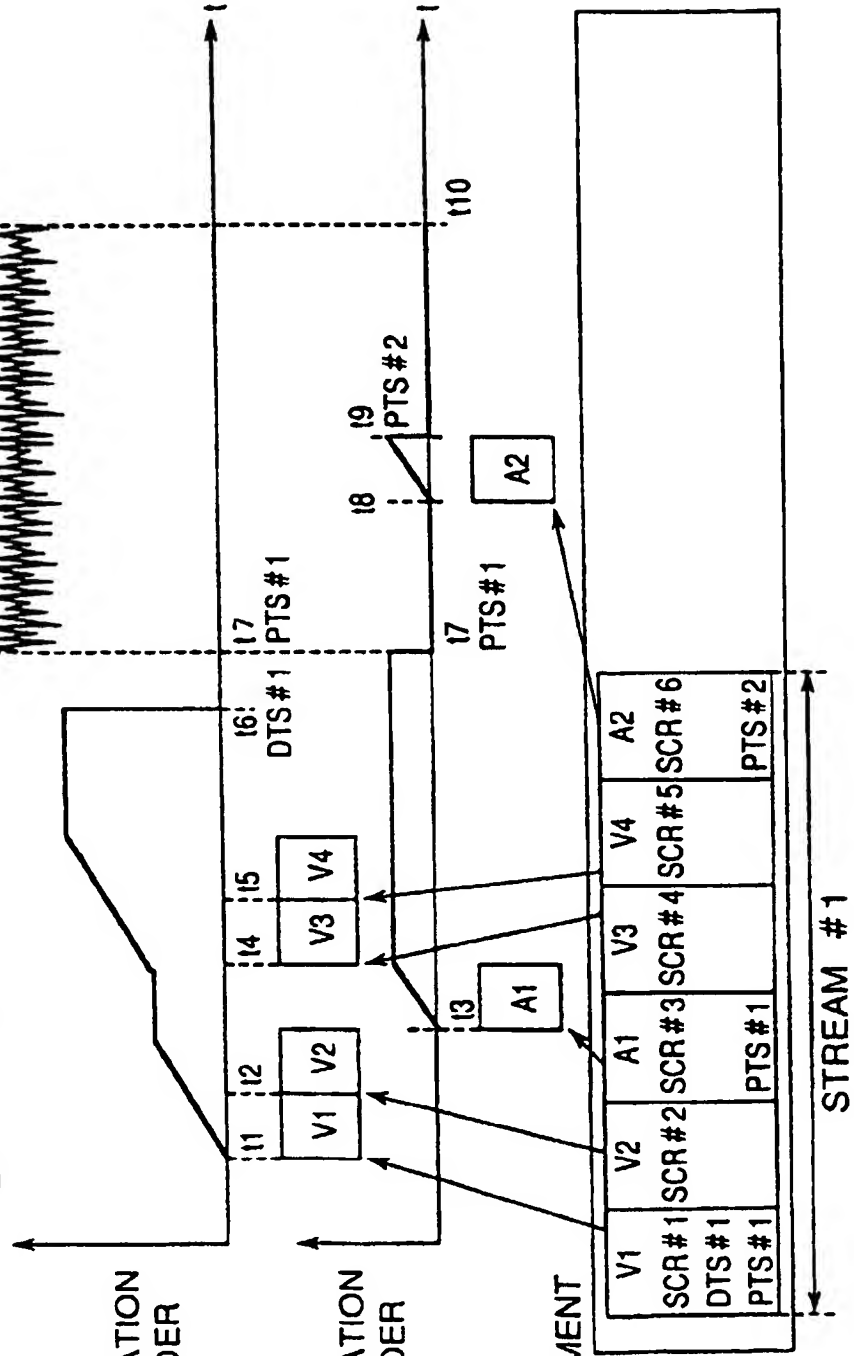 ATION
DER
t
t1
t2
t4
t5
t6
DTS#1
t7
PTS#1
V1
V2
V3
V4
ATION
DER
t
t3
t7
PTS#1
t8
t9
PTS#2
t10
A1
A2
MENT
V1
SCR#1
DTS#1
PTS#1
V2
SCR#2
A1
SCR#3
PTS#1
V3
SCR#4
V4
SCR#5
A2
SCR#6
PTS#2
STREAM #1